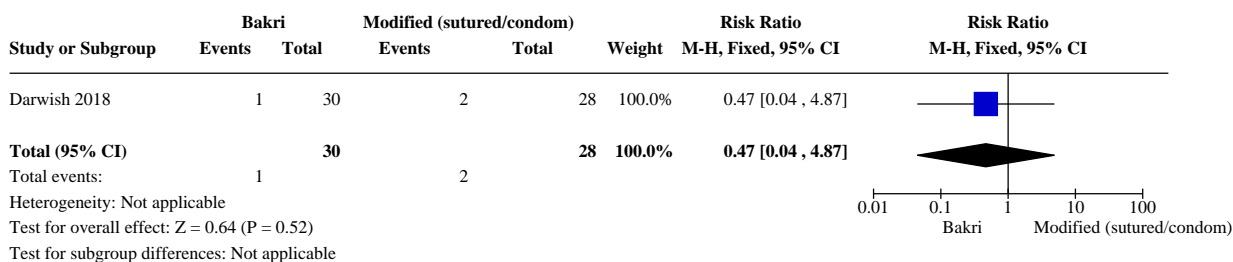 Bakri Modified (sutured/condom) Risk Ratio Risk Ratio
Study or Subgroup Events Total Events Total Weight M-H, Fixed, 95% CI M-H, Fixed, 95% CI
Darwish 2018 1 30 2 28 100.0% 0.47 [0.04 , 4.87]
Total (95% CI) 30 28 100.0% 0.47 [0.04 , 4.87]
Total events: 1 2
Heterogeneity: Not applicable
Test for overall effect: Z = 0.64 (P = 0.52)
Test for subgroup differences: Not applicable
0.01 0.1 1 10 100
Bakri Modified (sutured/condom)